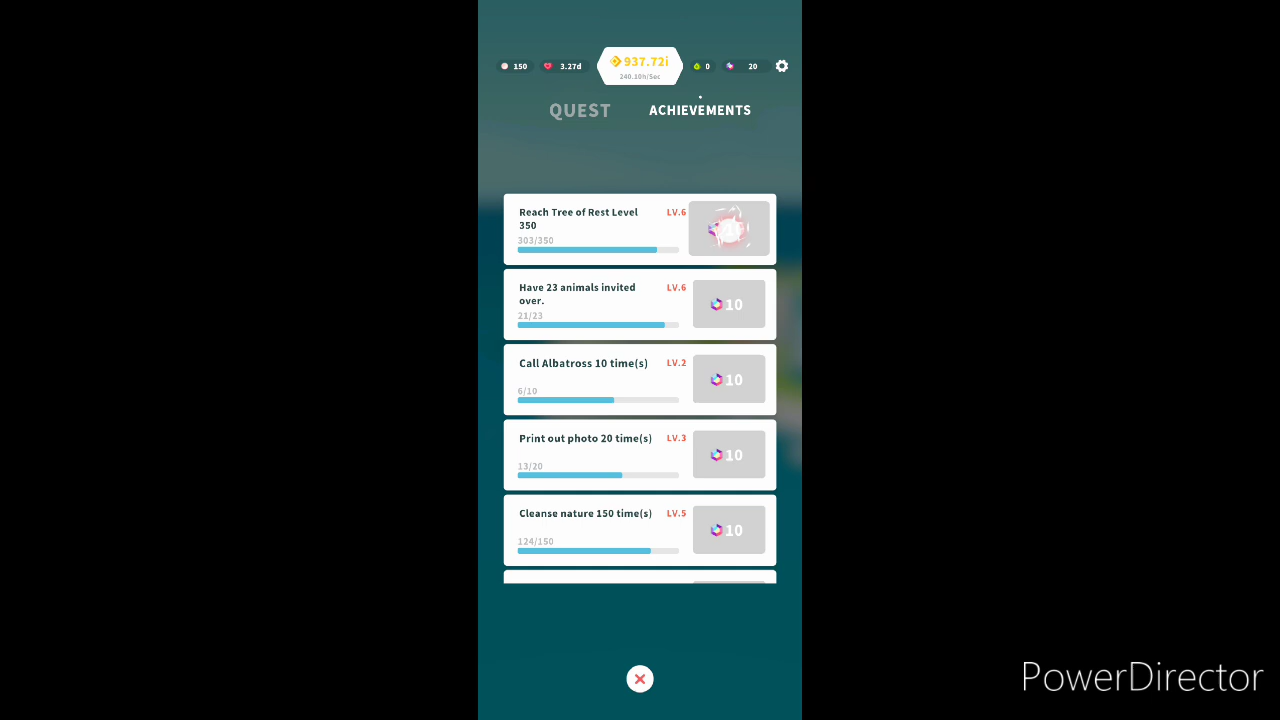 150
3.27d
937.72i
240.10h/Sec
0
20
QUEST
ACHIEVEMENTS
Reach Tree of Rest Level
350
LV.6
303/350
Have 23 animals invited
over.
LV.6
21/23
10
Call Albatross 10 time(s)
LV.2
6/10
10
Print out photo 20 time(s)
LV.3
13/20
10
Cleanse nature 150 time(s)
LV.5
124/150
10
PowerDirector